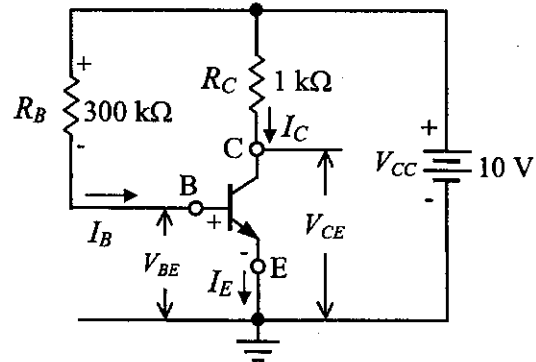 +
R_B 300 kΩ
-
R_C 1 kΩ
I_C
C
+
V_CC 10 V
-
B
I_B
+
V_BE
V_CE
-
E
I_E